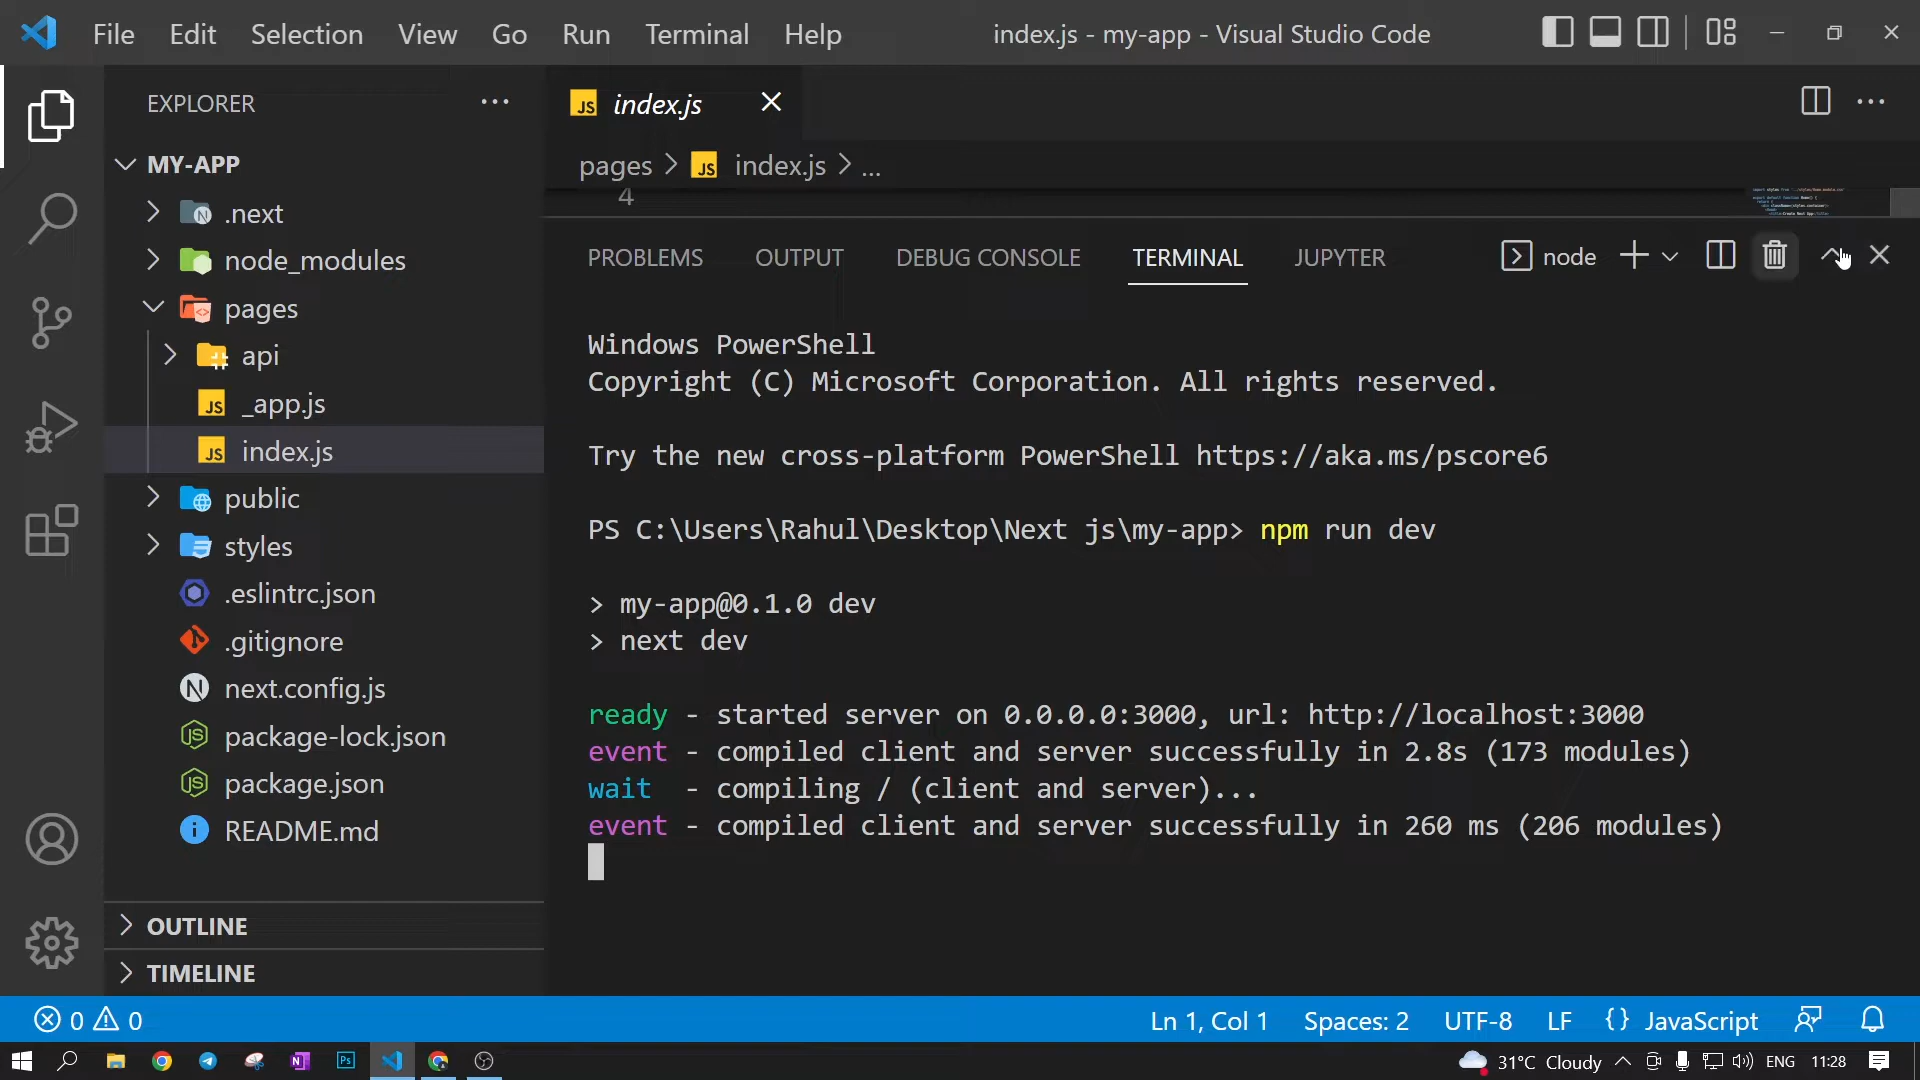 File Edit Selection View Go Run Terminal Help
index.js - my-app - Visual Studio Code
EXPLORER
MY-APP
.next
node_modules
pages
api
JS _app.js
JS index.js
public
styles
.eslintrc.json
.gitignore
N next.config.js
JS package-lock.json
JS package.json
i README.md
OUTLINE
TIMELINE
JS index.js
pages > JS index.js > ...
4
PROBLEMS OUTPUT DEBUG CONSOLE TERMINAL JUPYTER
node
Windows PowerShell
Copyright (C) Microsoft Corporation. All rights reserved.
Try the new cross-platform PowerShell https://aka.ms/pscore6
PS C:\Users\Rahul\Desktop\Next js\my-app> npm run dev
> my-app@0.1.0 dev
> next dev
ready - started server on 0.0.0.0:3000, url: http://localhost:3000
event - compiled client and server successfully in 2.8s (173 modules)
wait  - compiling / (client and server)...
event - compiled client and server successfully in 260 ms (206 modules)
0 0
Ln 1, Col 1 Spaces: 2 UTF-8 LF {} JavaScript
N Ps 31°C Cloudy ENG 11:28